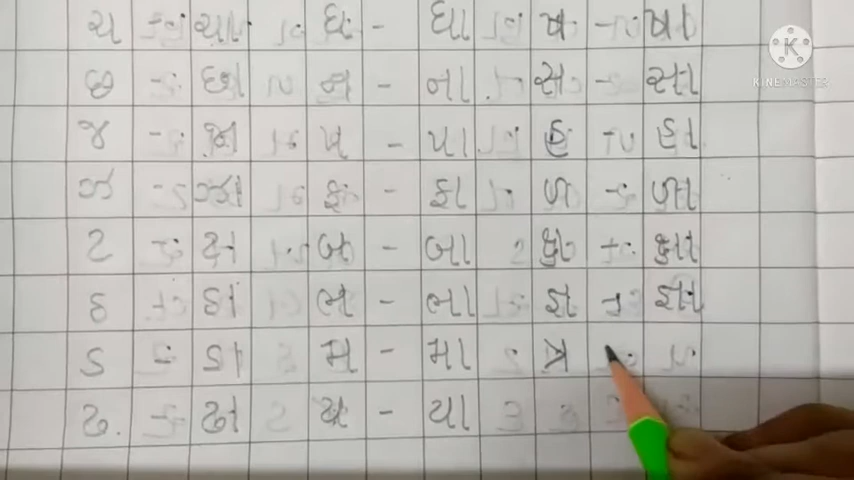 KINEMASTER
ચ - ચા ધ - ધા ષ - ષા
છ - છા ન - ના સ - સા
જ - જા પ - પા હ - હા
ઝ - ઝા ફ - ફા ળ - ળા
ટ - ટા બ - બા ક્ષ - ક્ષા
ઠ - ઠા ભ - ભા જ્ઞ - જ્ઞા
ડ - ડા મ - મા ત્ર
ઢ - ઢા ય - યા